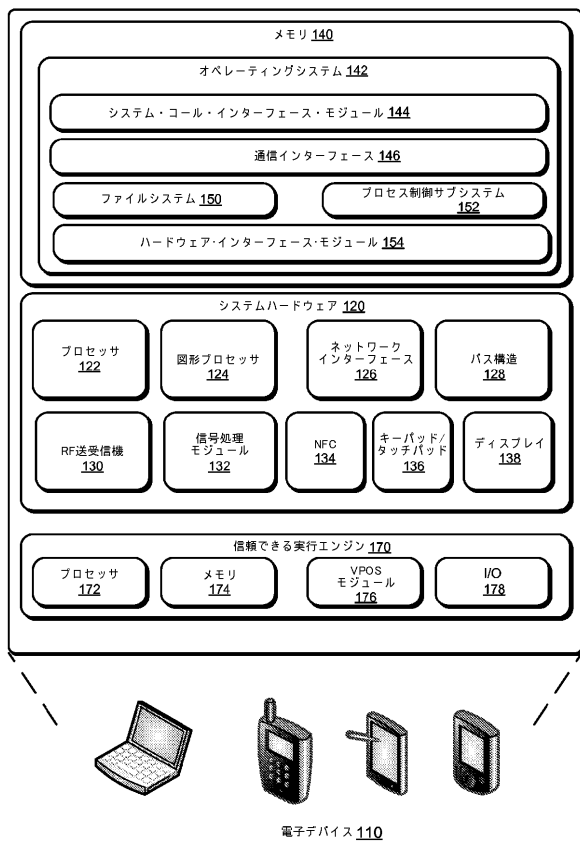 メモリ 140
オペレーティングシステム 142
システム・コール・インターフェース・モジュール 144
通信インターフェース 146
ファイルシステム 150
プロセス制御サブシステム
152
ハードウェア・インターフェース・モジュール 154
システムハードウェア 120
プロセッサ
122
図形プロセッサ
124
ネットワーク
インターフェース
126
バス構造
128
RF送受信機
130
信号処理
モジュール
132
NFC
134
キーパッド/
タッチパッド
136
ディスプレイ
138
信頼できる実行エンジン 170
プロセッサ
172
メモリ
174
VPOS
モジュール
176
I/O
178
電子デバイス 110